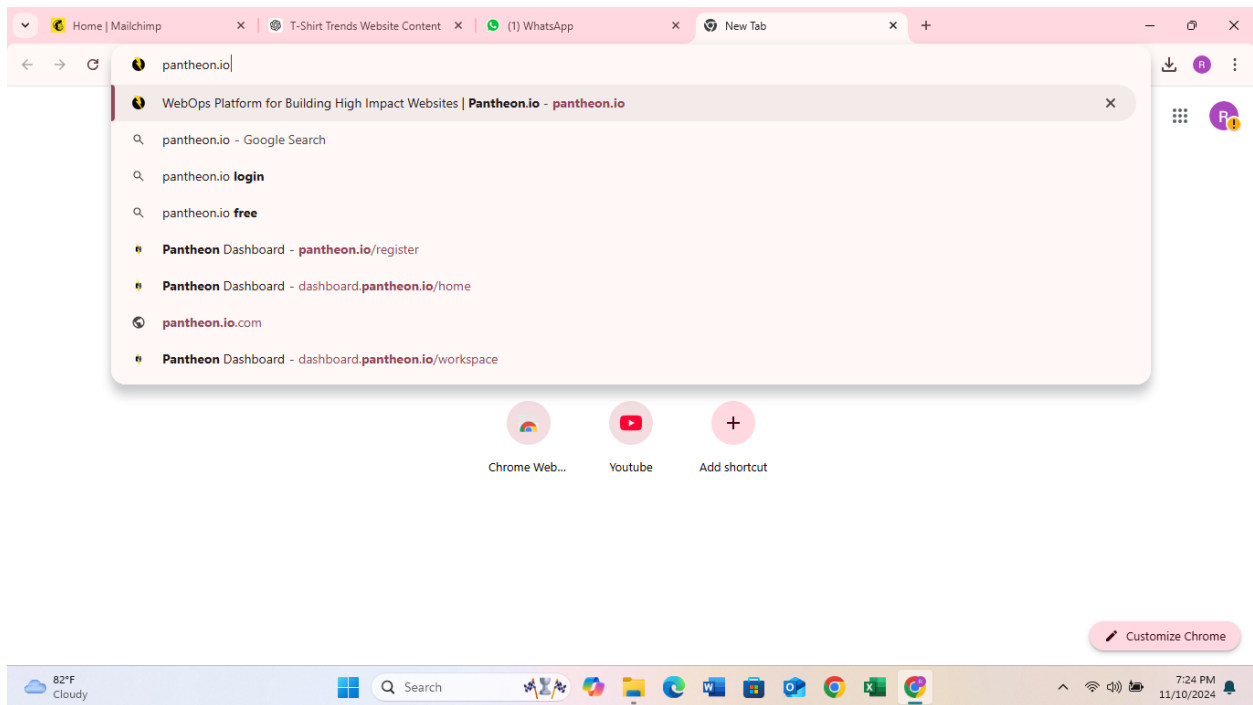 Home | Mailchimp
T-Shirt Trends Website Content
(1) WhatsApp
New Tab
pantheon.io
R
WebOps Platform for Building High Impact Websites | Pantheon.io - pantheon.io
R
pantheon.io - Google Search
pantheon.io login
pantheon.io free
Pantheon Dashboard - pantheon.io/register
Pantheon Dashboard - dashboard.pantheon.io/home
pantheon.io.com
Pantheon Dashboard - dashboard.pantheon.io/workspace
Chrome Web...
Youtube
Add shortcut
Customize Chrome
82°F
Cloudy
Search
7:24 PM
11/10/2024